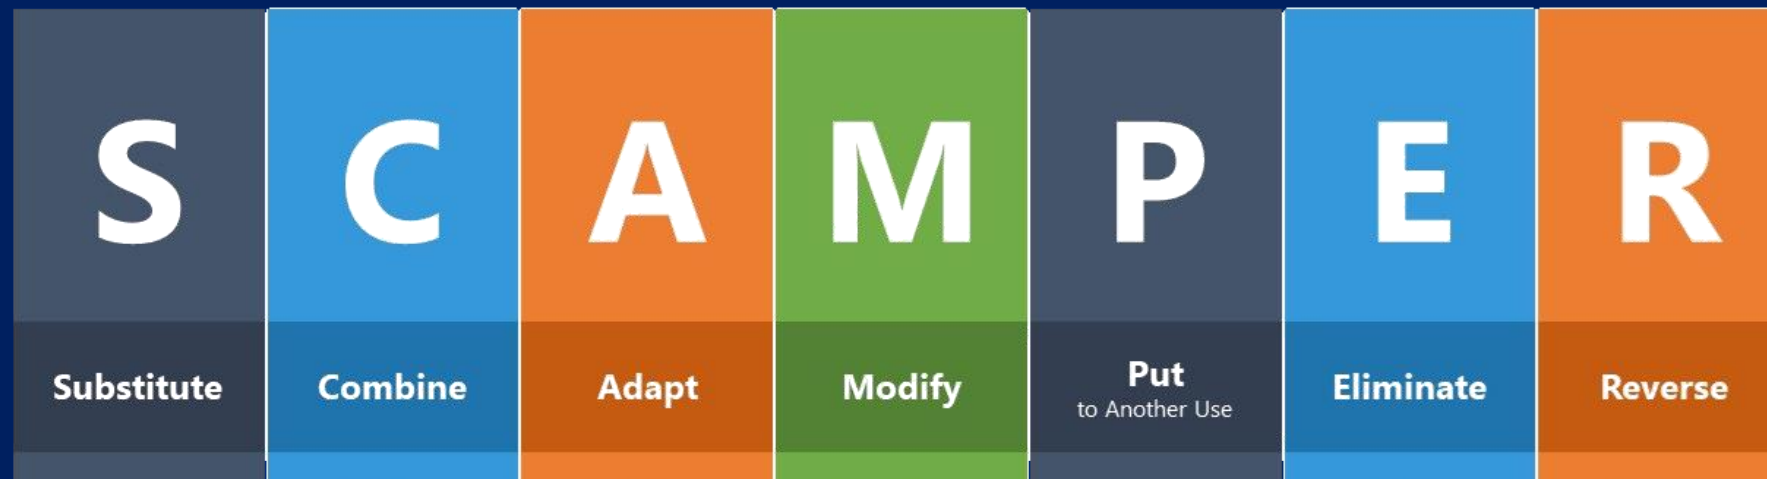 S C A M P E R
Substitute Combine Adapt Modify Put to Another Use Eliminate Reverse